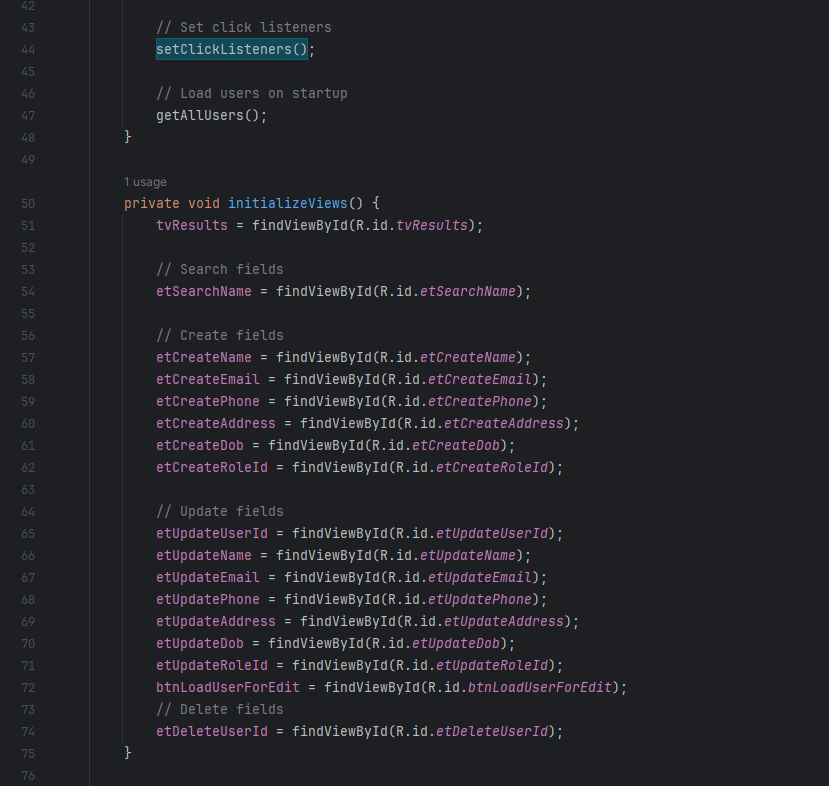 42
43 // Set click listeners
44 setClickListeners();
45
46 // Load users on startup
47 getAllUsers();
48 }
49
1 usage
50 private void initializeViews() {
51 tvResults = findViewById(R.id.tvResults);
52
53 // Search fields
54 etSearchName = findViewById(R.id.etSearchName);
55
56 // Create fields
57 etCreateName = findViewById(R.id.etCreateName);
58 etCreateEmail = findViewById(R.id.etCreateEmail);
59 etCreatePhone = findViewById(R.id.etCreatePhone);
60 etCreateAddress = findViewById(R.id.etCreateAddress);
61 etCreateDob = findViewById(R.id.etCreateDob);
62 etCreateRoleId = findViewById(R.id.etCreateRoleId);
63
64 // Update fields
65 etUpdateUserId = findViewById(R.id.etUpdateUserId);
66 etUpdateName = findViewById(R.id.etUpdateName);
67 etUpdateEmail = findViewById(R.id.etUpdateEmail);
68 etUpdatePhone = findViewById(R.id.etUpdatePhone);
69 etUpdateAddress = findViewById(R.id.etUpdateAddress);
70 etUpdateDob = findViewById(R.id.etUpdateDob);
71 etUpdateRoleId = findViewById(R.id.etUpdateRoleId);
72 btnLoadUserForEdit = findViewById(R.id.btnLoadUserForEdit);
73 // Delete fields
74 etDeleteUserId = findViewById(R.id.etDeleteUserId);
75 }
76